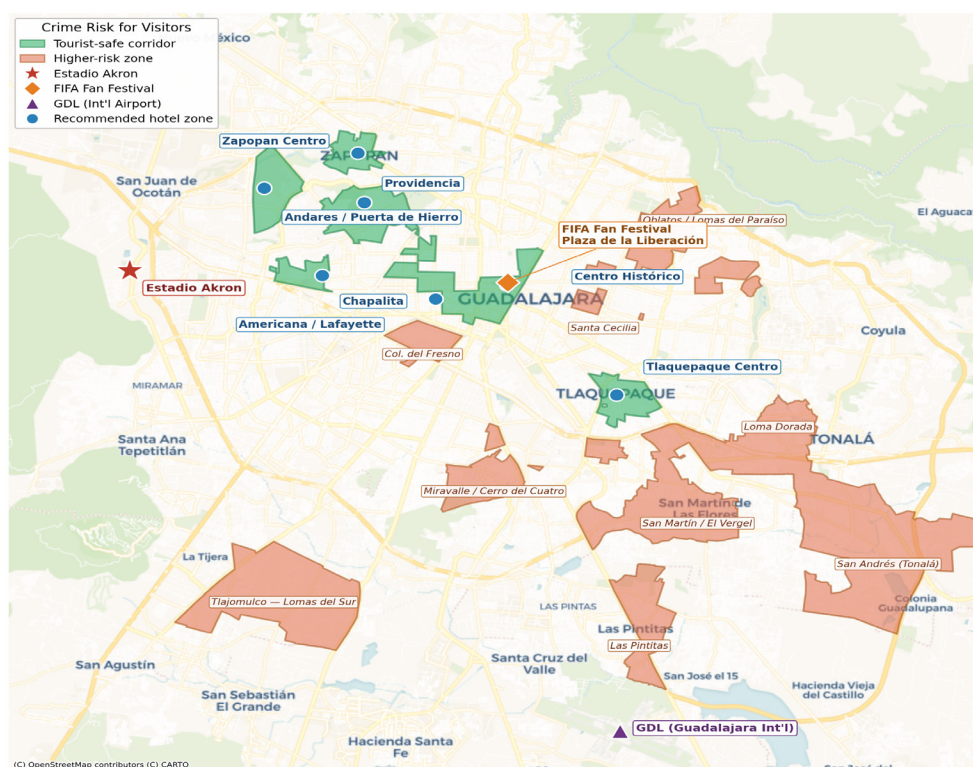 Crime Risk for Visitors
Tourist-safe corridor
Higher-risk zone
Estadio Akron
FIFA Fan Festival
GDL (Int'l Airport)
Recommended hotel zone
México
Zapopan Centro
ZAPOPAN
San Juan de
Ocotán
Providencia
Andares / Puerta de Hierro
Oblatos / Lomas del Paraíso
El Aguaca
FIFA Fan Festival
Plaza de la Liberación
Centro Histórico
Estadio Akron
Chapalita
GUADALAJARA
Americana / Lafayette
Santa Cecilia
Coyula
Col. del Fresno
Tlaquepaque Centro
MIRAMAR
TLAQUEPAQUE
Loma Dorada
TONALÁ
Santa Ana
Tepetitlán
Miravalle / Cerro del Cuatro
San Martín de
Las Flores
San Martín / El Vergel
La Tijera
San Andrés (Tonalá)
Tlajomulco — Lomas del Sur
LAS PINTAS
Colonia
Guadalupana
Las Pintitas
Las Pintitas
San Agustín
Santa Cruz del
Valle
San José el 15
San Sebastián
El Grande
Hacienda Vieja
del Castillo
GDL (Guadalajara Int'l)
Hacienda Santa
Fe
(C) OpenStreetMap contributors (C) CARTO